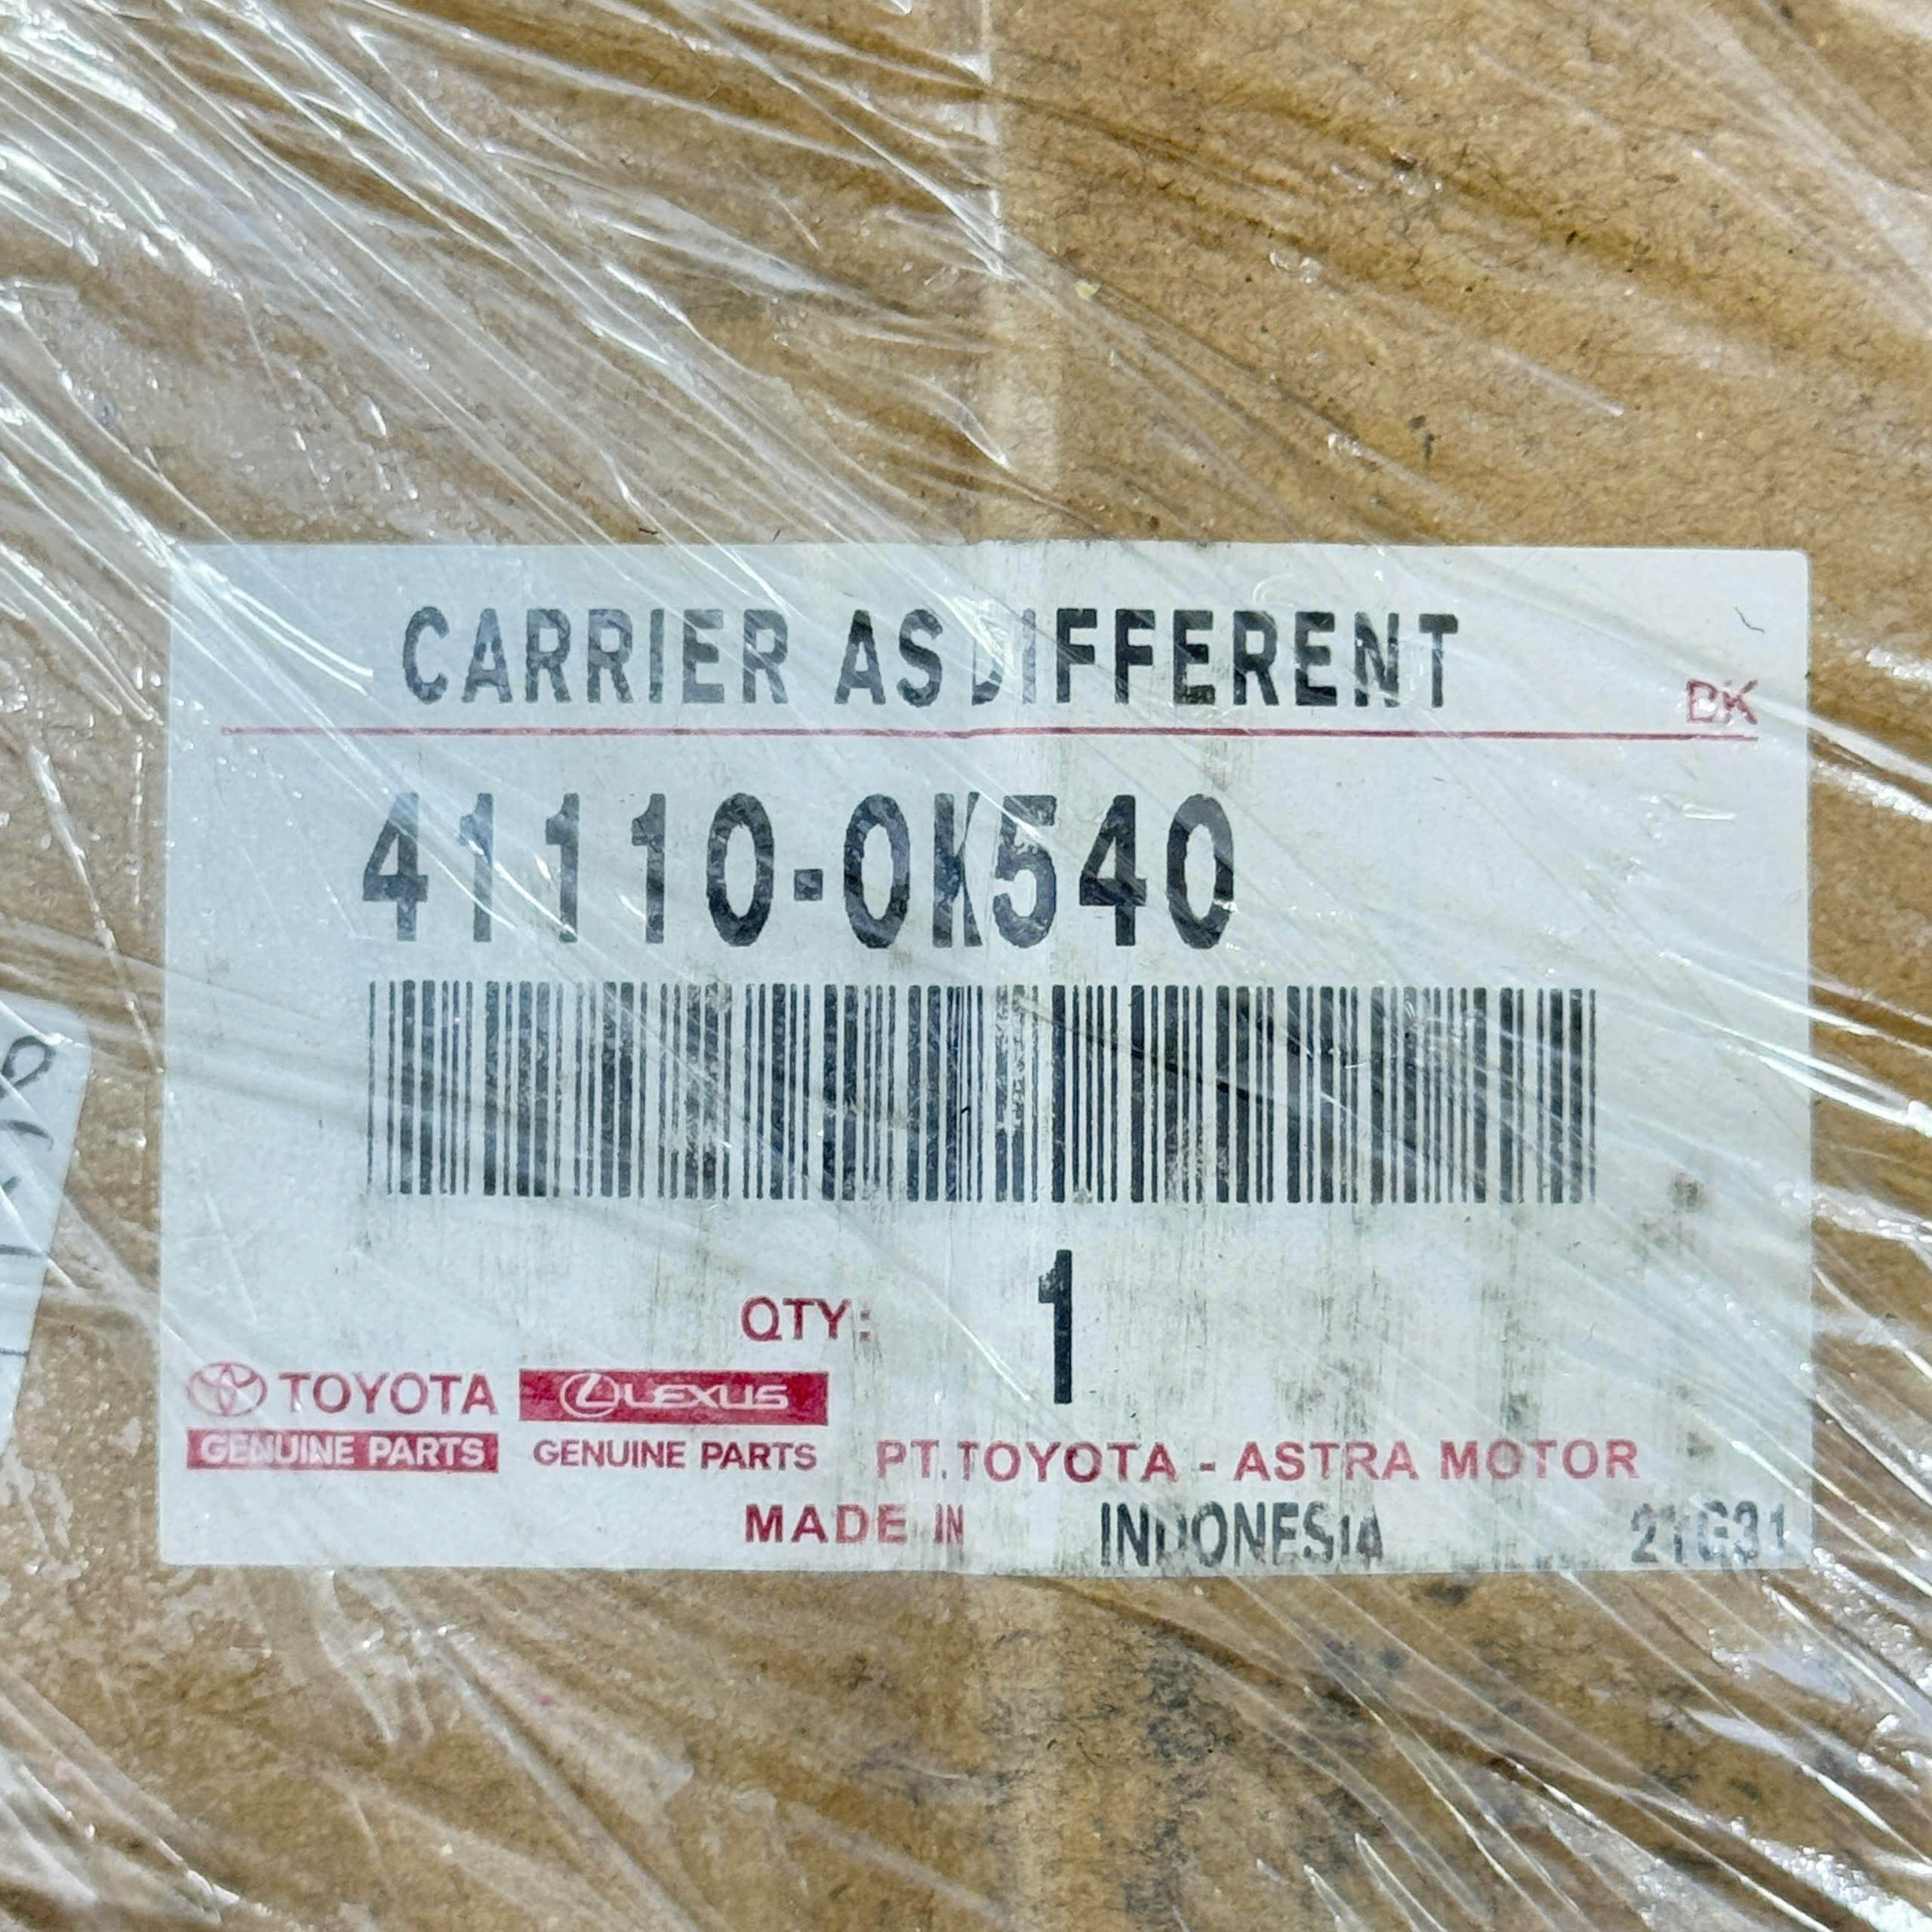 CARRIER AS DIFFERENT
BK
41110-0K540
QTY: 1
TOYOTA LEXUS
GENUINE PARTS GENUINE PARTS PT. TOYOTA - ASTRA MOTOR
MADE IN INDONESIA 21G31